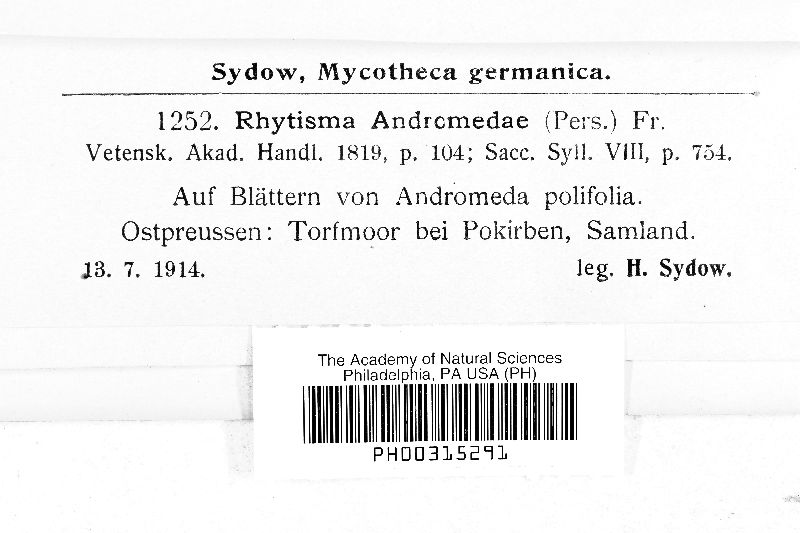 Sydow, Mycotheca germanica.
1252. Rhytisma Andromedae (Pers.) Fr.
Vetensk. Akad. Handl. 1819, p. 104; Sacc. Syll. VIII, p. 754.
Auf Blättern von Andromeda polifolia.
Ostpreussen: Torfmoor bei Pokirben, Samland.
13. 7. 1914. leg. H. Sydow.
The Academy of Natural Sciences
Philadelphia, PA USA (PH)
PH00315291